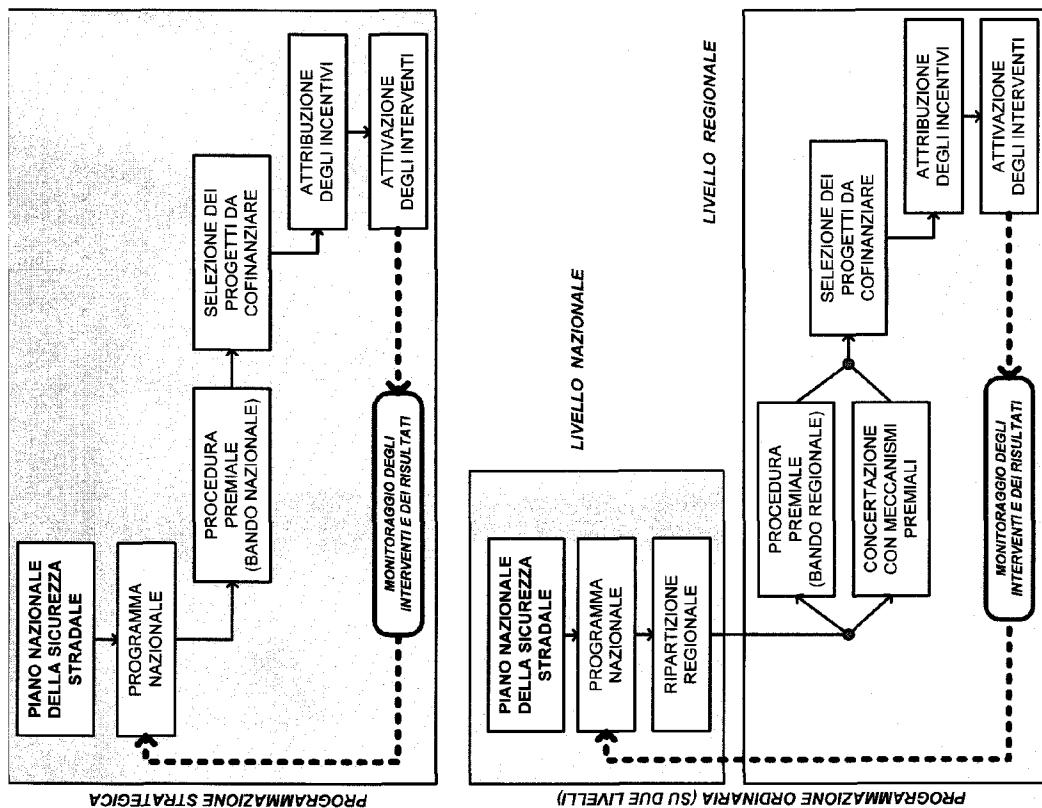 PROGRAMMAZIONE STRATEGICA
PIANO NAZIONALE
DELLA SICUREZZA
STRADALE
PROGRAMMA
NAZIONALE
PROCEDURA
PREMIALE
(BANDO NAZIONALE)
SELEZIONE DEI
PROGETTI DA
COFINANZIARE
ATTRIBUZIONE
DEGLI INCENTIVI
ATTIVAZIONE
DEGLI INTERVENTI
MONITORAGGIO DEGLI
INTERVENTI E DEI RISULTATI
PROGRAMMAZIONE ORDINARIA (SU DUE LIVELLI)
LIVELLO NAZIONALE
PIANO NAZIONALE
DELLA SICUREZZA
STRADALE
PROGRAMMA
NAZIONALE
RIPARTIZIONE
REGIONALE
LIVELLO REGIONALE
PROCEDURA
PREMIALE
(BANDO REGIONALE)
CONCERTAZIONE
CON MECCANISMI
PREMIALI
SELEZIONE DEI
PROGETTI DA
COFINANZIARE
ATTRIBUZIONE
DEGLI INCENTIVI
ATTIVAZIONE
DEGLI INTERVENTI
MONITORAGGIO DEGLI
INTERVENTI E DEI RISULTATI